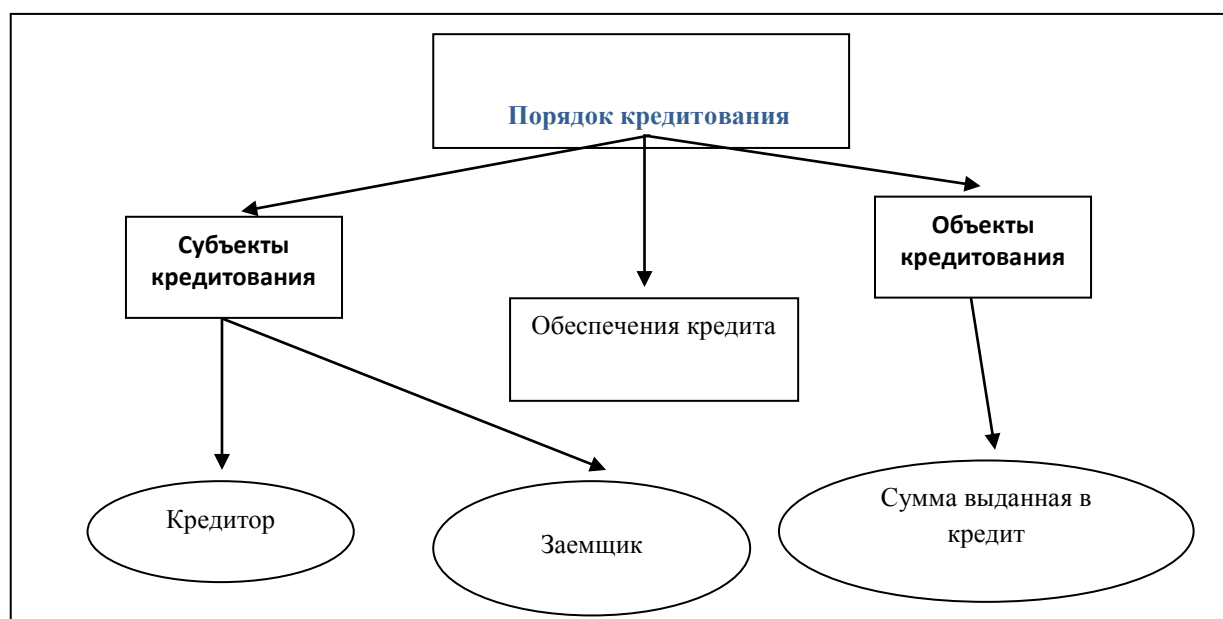 Порядок кредитования
Субъекты
кредитования
Обеспечения кредита
Объекты
кредитования
Кредитор
Заемщик
Сумма выданная в
кредит